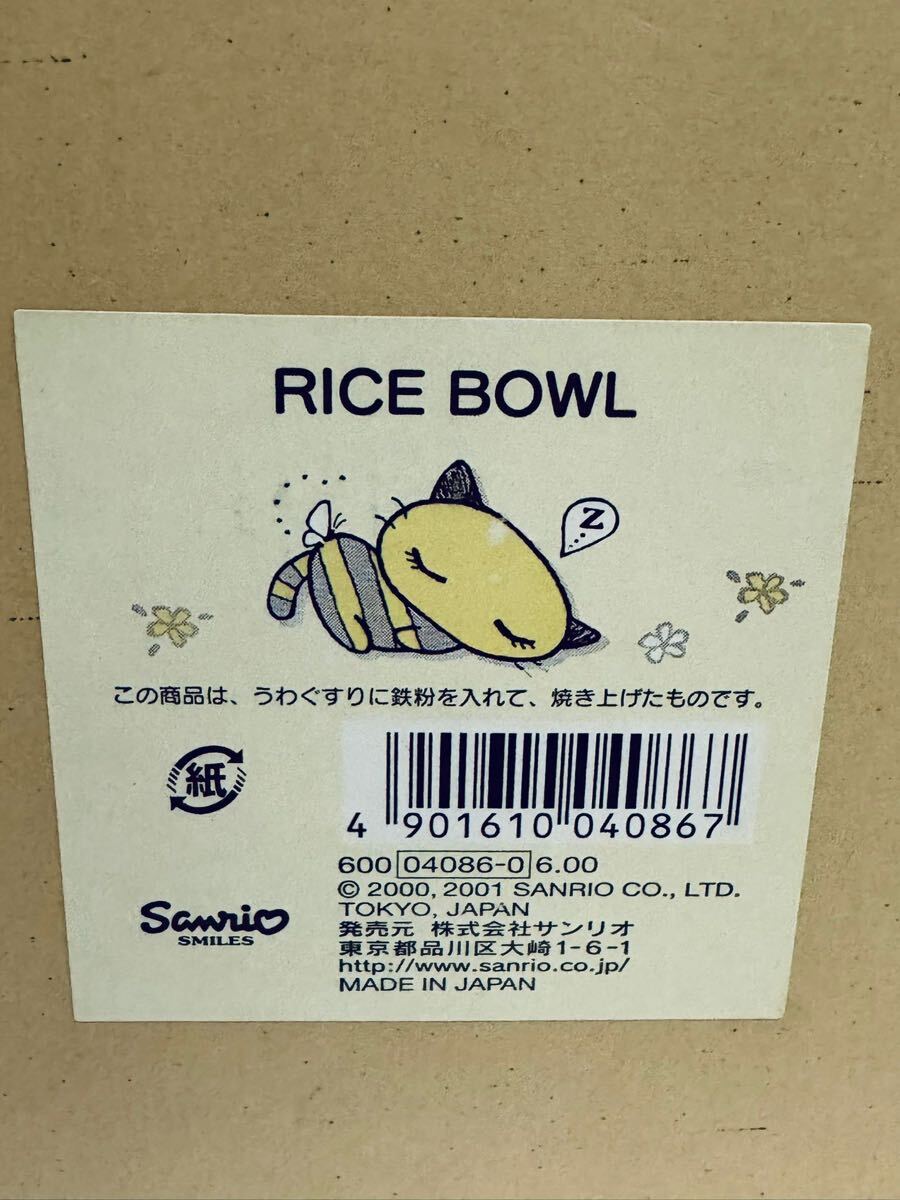 RICE BOWL
Z
この商品は、うわぐすりに鉄粉を入れて、焼き上げたものです。
紙
4 901610 040867
600 04086-0 6.00
© 2000, 2001 SANRIO CO., LTD.
TOKYO, JAPAN
発売元 株式会社サンリオ
東京都品川区大崎1-6-1
http://www.sanrio.co.jp/
MADE IN JAPAN
Sanrio
SMILES